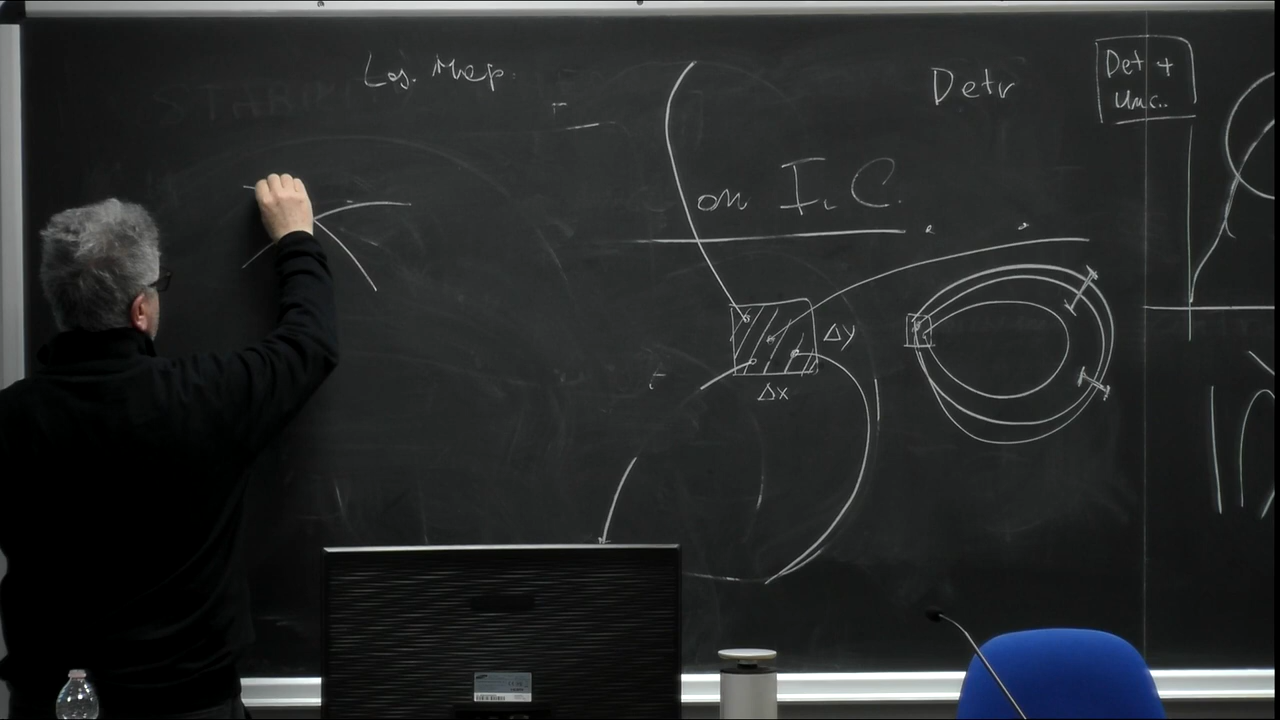 Log. Map.
Detr
Det +
Unc..
on I.C.
Δy
Δx